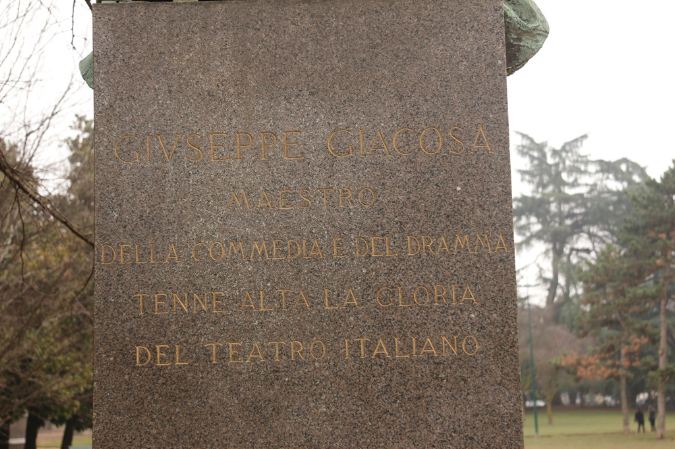 GIVSEPPE GIACOSA
MAESTRO
DELLA COMMEDIA E DEL DRAMMA
TENNE ALTA LA GLORIA
DEL TEATRO ITALIANO